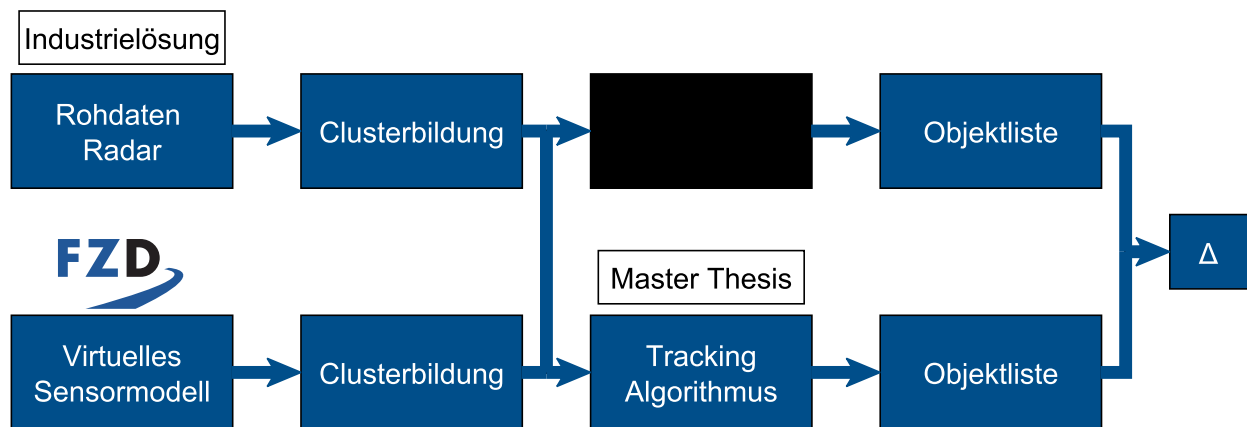 Industrielösung
Rohdaten
Radar
Clusterbildung
Objektliste
Δ
FZD
Master Thesis
Virtuelles
Sensormodell
Clusterbildung
Tracking
Algorithmus
Objektliste